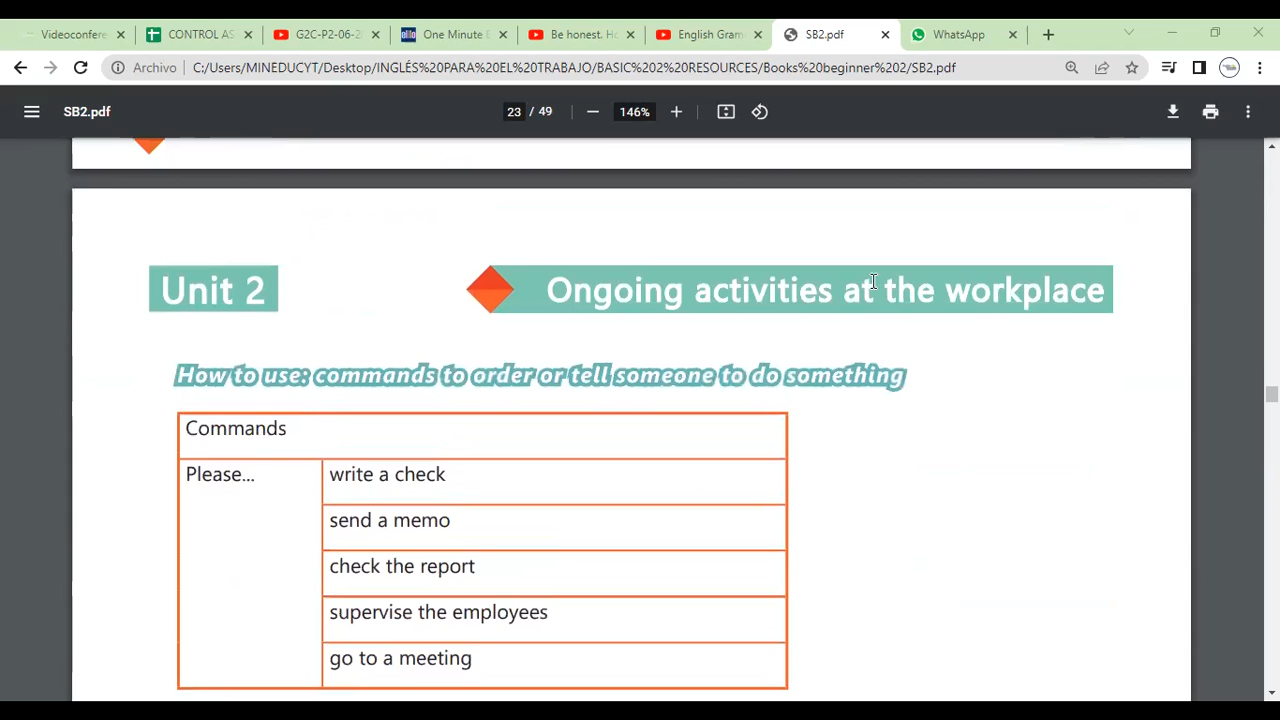 Videoconfere
CONTROL AS
G2C-P2-06-2
ello
One Minute E
Be honest. Ho
English Gram
SB2.pdf
WhatsApp
Archivo
C:/Users/MINEDUCYT/Desktop/INGLÉS%20PARA%20EL%20TRABAJO/BASIC%202%20RESOURCES/Books%20beginner%202/SB2.pdf
SB2.pdf
23 / 49
146%
Unit 2
Ongoing activities at the workplace
How to use: commands to order or tell someone to do something
Commands
Please...
write a check
send a memo
check the report
supervise the employees
go to a meeting